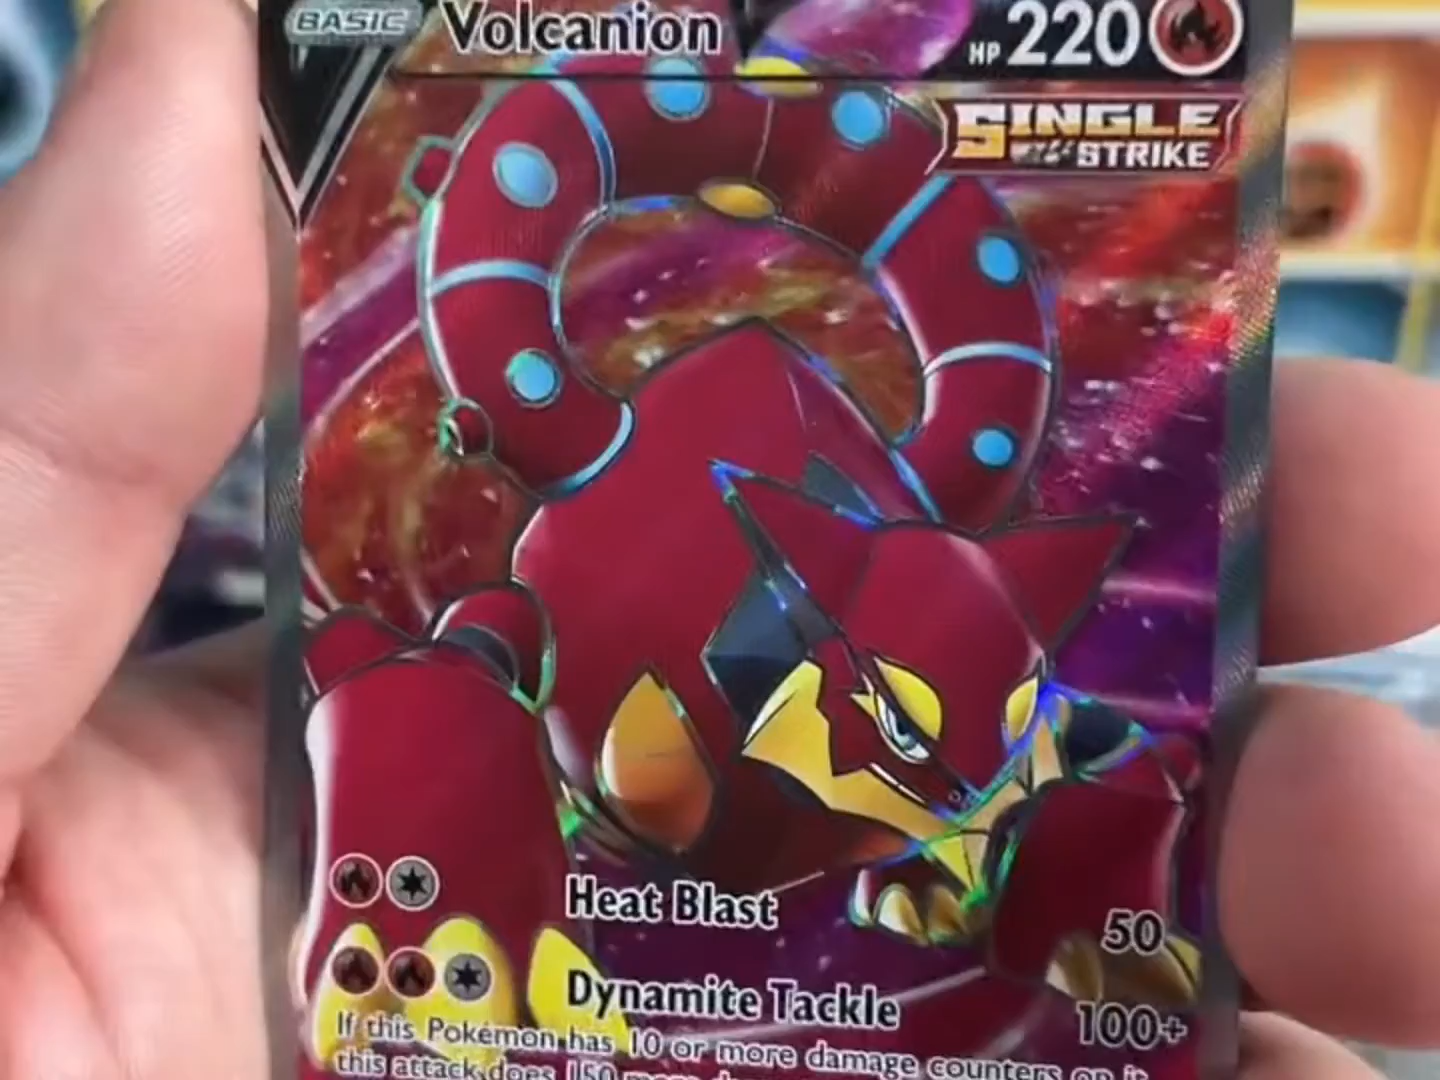 BASIC
Volcanion
HP 220
SINGLE
STRIKE
Heat Blast
50
Dynamite Tackle
100+
If this Pokémon has 10 or more damage counters on it,
this attack does 150 more